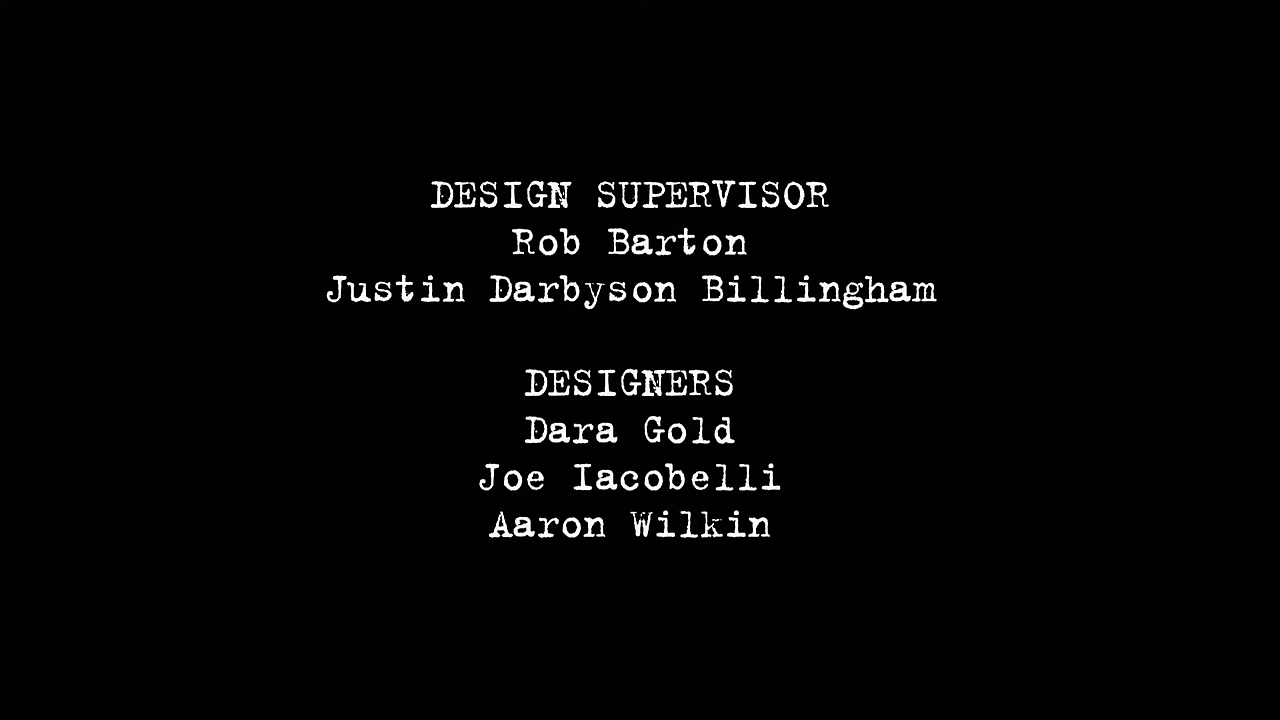 DESIGN SUPERVISOR
Rob Barton
Justin Darbyson Billingham
DESIGNERS
Dara Gold
Joe Iacobelli
Aaron Wilkin